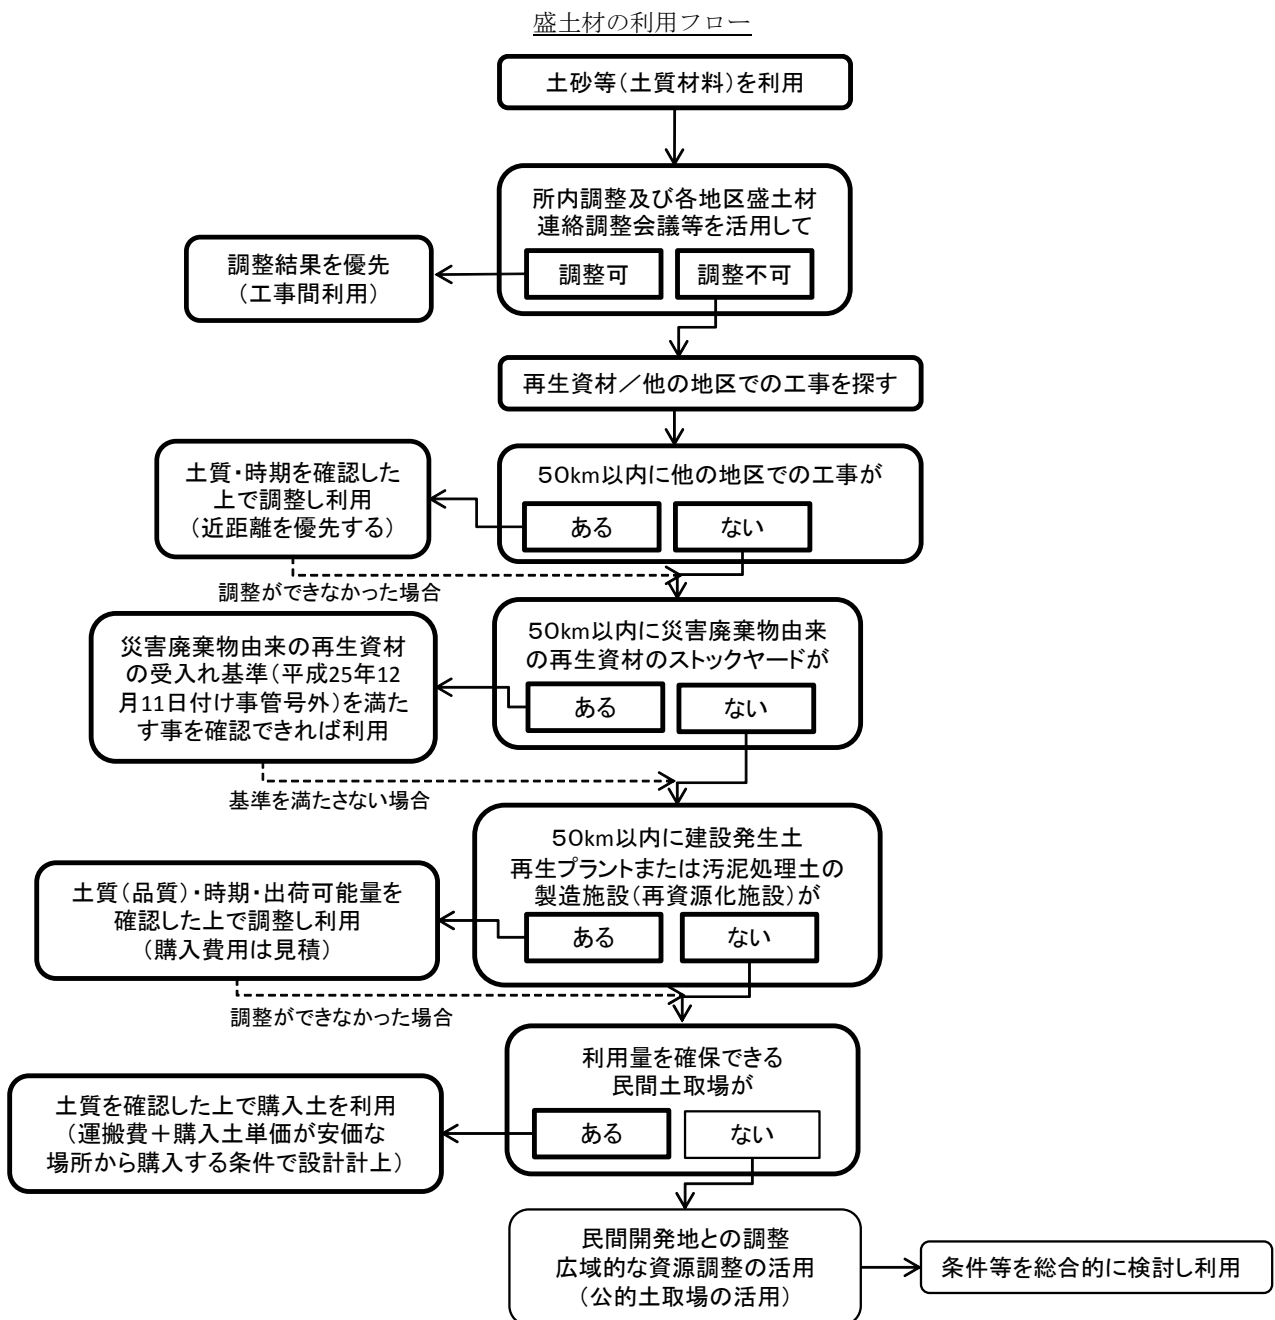 盛土材の利用フロー
土砂等(土質材料)を利用
所内調整及び各地区盛土材
連絡調整会議等を活用して
調整可
調整不可
調整結果を優先
(工事間利用)
再生資材／他の地区での工事を探す
50km以内に他の地区での工事が
ある
ない
土質・時期を確認した
上で調整し利用
(近距離を優先する)
調整ができなかった場合
50km以内に災害廃棄物由来
の再生資材のストックヤードが
ある
ない
災害廃棄物由来の再生資材
の受入れ基準(平成25年12
月11日付け事管号外)を満た
す事を確認できれば利用
基準を満たさない場合
50km以内に建設発生土
再生プラントまたは汚泥処理土の
製造施設(再資源化施設)が
ある
ない
土質(品質)・時期・出荷可能量を
確認した上で調整し利用
(購入費用は見積)
調整ができなかった場合
利用量を確保できる
民間土取場が
ある
ない
土質を確認した上で購入土を利用
(運搬費＋購入土単価が安価な
場所から購入する条件で設計計上)
民間開発地との調整
広域的な資源調整の活用
(公的土取場の活用)
条件等を総合的に検討し利用